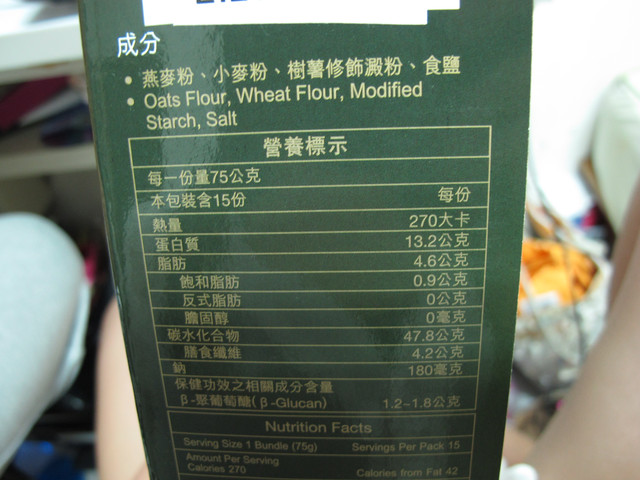 成分
• 燕麥粉、小麥粉、樹薯修飾澱粉、食鹽
• Oats Flour, Wheat Flour, Modified
Starch, Salt
營養標示
每一份量75公克
本包裝含15份 每份
熱量 270大卡
蛋白質 13.2公克
脂肪 4.6公克
飽和脂肪 0.9公克
反式脂肪 0公克
膽固醇 0毫克
碳水化合物 47.8公克
膳食纖維 4.2公克
鈉 180毫克
保健功效之相關成分含量
β-聚葡萄醣(β-Glucan) 1.2-1.8公克
Nutrition Facts
Serving Size 1 Bundle (75g) Servings Per Pack 15
Amount Per Serving
Calories 270 Calories from Fat 42